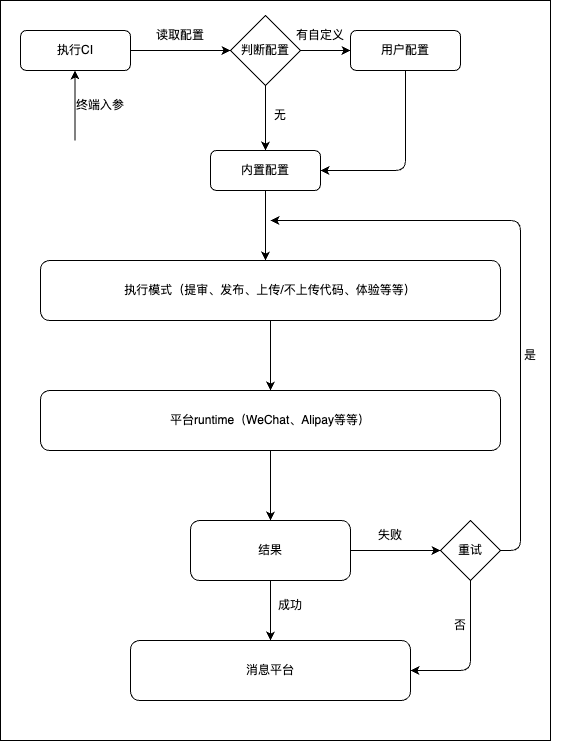 读取配置
有自定义
执行CI
判断配置
用户配置
终端入参
无
内置配置
执行模式（提审、发布、上传/不上传代码、体验等等）
是
平台runtime（WeChat、Alipay等等）
失败
结果
重试
成功
否
消息平台